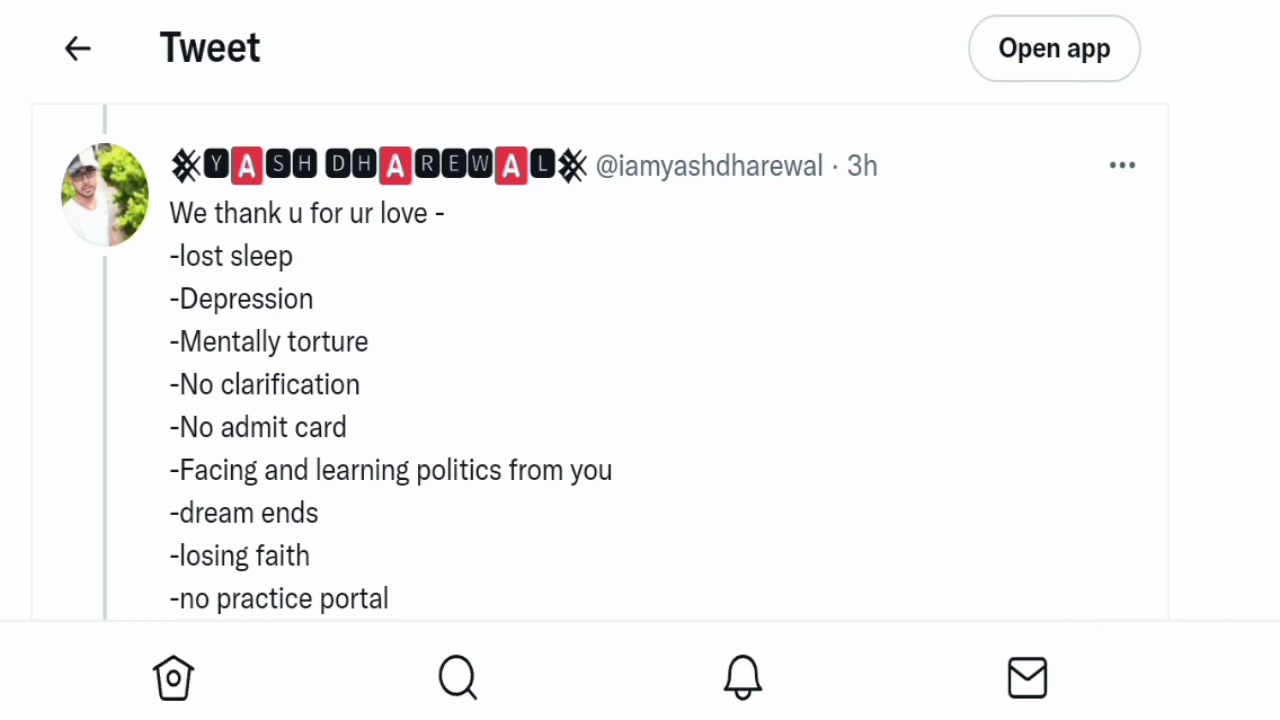 Tweet
Open app
YASH DHAREWAL @iamyashdharewal · 3h
We thank u for ur love -
-lost sleep
-Depression
-Mentally torture
-No clarification
-No admit card
-Facing and learning politics from you
-dream ends
-losing faith
-no practice portal